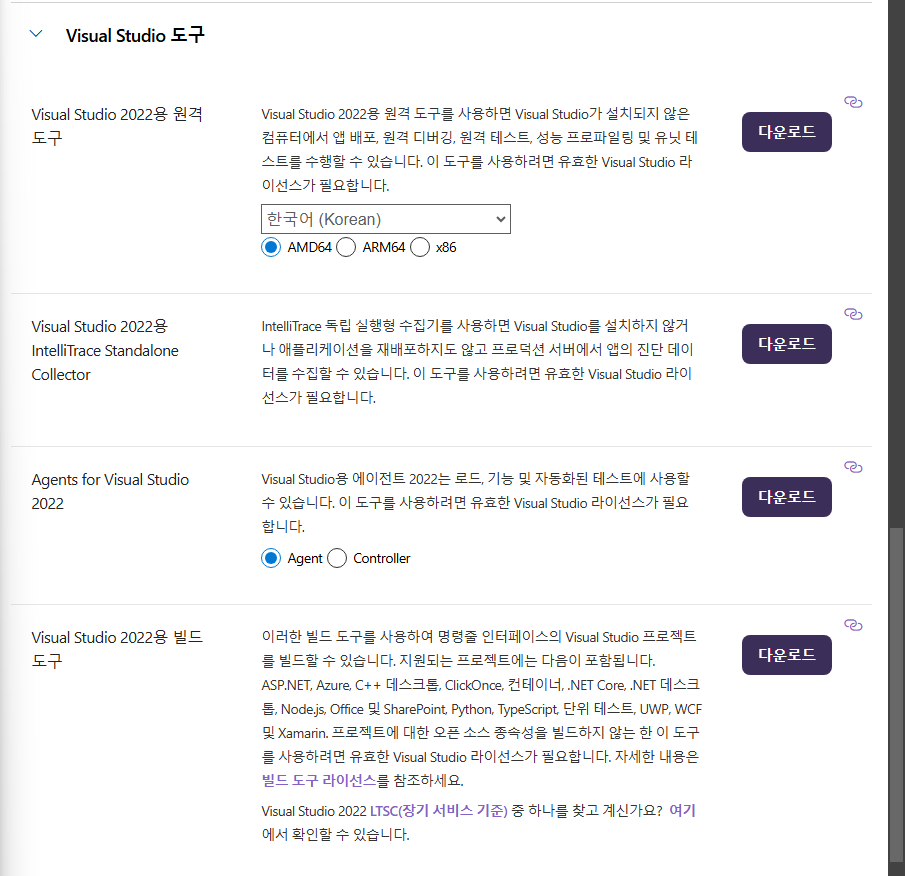 Visual Studio 도구
Visual Studio 2022용 원격
도구
Visual Studio 2022용 원격 도구를 사용하면 Visual Studio가 설치되지 않은
컴퓨터에서 앱 배포, 원격 디버깅, 원격 테스트, 성능 프로파일링 및 유닛 테
스트를 수행할 수 있습니다. 이 도구를 사용하려면 유효한 Visual Studio 라
이선스가 필요합니다.
한국어 (Korean)
AMD64 ARM64 x86
다운로드
Visual Studio 2022용
IntelliTrace Standalone
Collector
IntelliTrace 독립 실행형 수집기를 사용하면 Visual Studio를 설치하지 않거
나 애플리케이션을 재배포하지도 않고 프로덕션 서버에서 앱의 진단 데이
터를 수집할 수 있습니다. 이 도구를 사용하려면 유효한 Visual Studio 라이
선스가 필요합니다.
다운로드
Agents for Visual Studio
2022
Visual Studio용 에이전트 2022는 로드, 기능 및 자동화된 테스트에 사용할
수 있습니다. 이 도구를 사용하려면 유효한 Visual Studio 라이선스가 필요
합니다.
Agent Controller
다운로드
Visual Studio 2022용 빌드
도구
이러한 빌드 도구를 사용하여 명령줄 인터페이스의 Visual Studio 프로젝트
를 빌드할 수 있습니다. 지원되는 프로젝트에는 다음이 포함됩니다.
ASP.NET, Azure, C++ 데스크톱, ClickOnce, 컨테이너, .NET Core, .NET 데스크
톱, Node.js, Office 및 SharePoint, Python, TypeScript, 단위 테스트, UWP, WCF
및 Xamarin. 프로젝트에 대한 오픈 소스 종속성을 빌드하지 않는 한 이 도구
를 사용하려면 유효한 Visual Studio 라이선스가 필요합니다. 자세한 내용은
빌드 도구 라이선스를 참조하세요.
Visual Studio 2022 LTSC(장기 서비스 기준) 중 하나를 찾고 계신가요? 여기
에서 확인할 수 있습니다.
다운로드